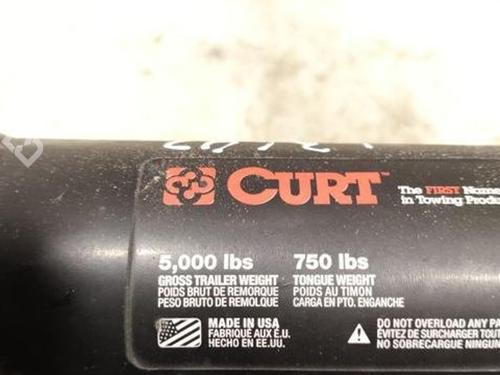 CURT™
The FIRST Name
in Towing Produ
5,000 lbs
GROSS TRAILER WEIGHT
POIDS BRUT DE REMORQUE
PESO BRUTO DE REMOLQUE
750 lbs
TONGUE WEIGHT
POIDS AU TIMON
CARGA EN PTO. ENGANCHE
MADE IN USA
FABRIQUÉ AUX É.U.
HECHO EN EE.UU.
DO NOT OVERLOAD ANY PA
ÉVITEZ DE SURCHARGER TOUT
NO SOBRECARGUE NINGUN